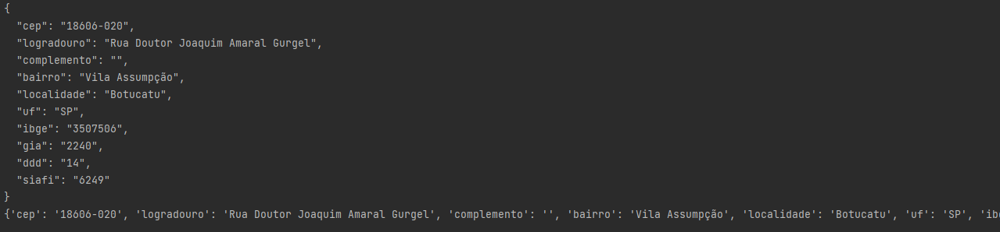 {
  "cep": "18606-020",
  "logradouro": "Rua Doutor Joaquim Amaral Gurgel",
  "complemento": "",
  "bairro": "Vila Assumpção",
  "localidade": "Botucatu",
  "uf": "SP",
  "ibge": "3507506",
  "gia": "2240",
  "ddd": "14",
  "siafi": "6249"
}
{'cep': '18606-020', 'logradouro': 'Rua Doutor Joaquim Amaral Gurgel', 'complemento': '', 'bairro': 'Vila Assumpção', 'localidade': 'Botucatu', 'uf': 'SP',